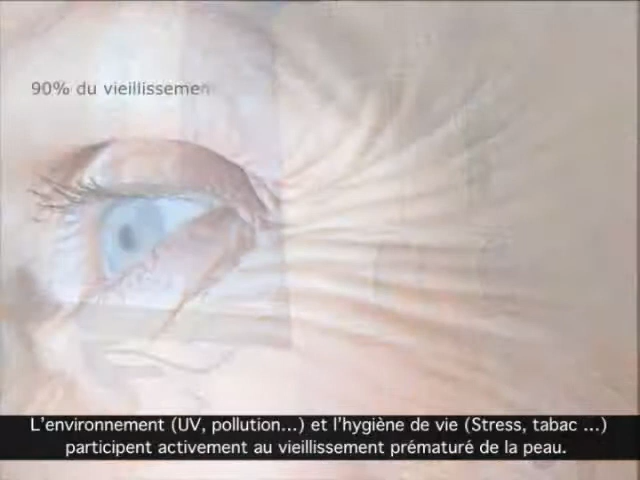 90% du vieillissemen
L'environnement (UV, pollution...) et l'hygiène de vie (Stress, tabac ...)
participent activement au vieillissement prématuré de la peau.